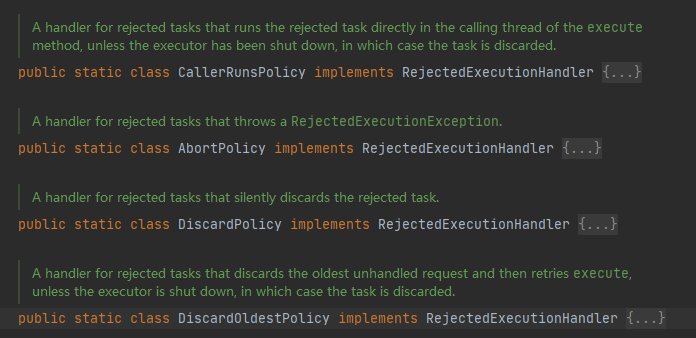 A handler for rejected tasks that runs the rejected task directly in the calling thread of the execute
method, unless the executor has been shut down, in which case the task is discarded.
public static class CallerRunsPolicy implements RejectedExecutionHandler {...}
A handler for rejected tasks that throws a RejectedExecutionException.
public static class AbortPolicy implements RejectedExecutionHandler {...}
A handler for rejected tasks that silently discards the rejected task.
public static class DiscardPolicy implements RejectedExecutionHandler {...}
A handler for rejected tasks that discards the oldest unhandled request and then retries execute,
unless the executor is shut down, in which case the task is discarded.
public static class DiscardOldestPolicy implements RejectedExecutionHandler {...}